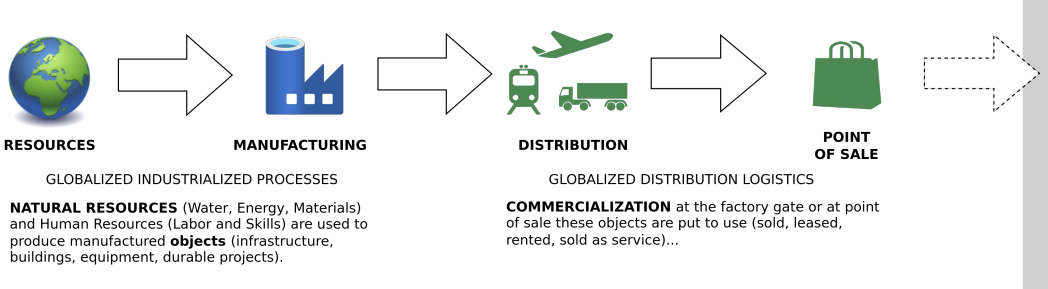 RESOURCES
MANUFACTURING
DISTRIBUTION
POINT
OF SALE
GLOBALIZED INDUSTRIALIZED PROCESSES
GLOBALIZED DISTRIBUTION LOGISTICS
NATURAL RESOURCES (Water, Energy, Materials)
and Human Resources (Labor and Skills) are used to
produce manufactured objects (infrastructure,
buildings, equipment, durable projects).
COMMERCIALIZATION at the factory gate or at point
of sale these objects are put to use (sold, leased,
rented, sold as service)...